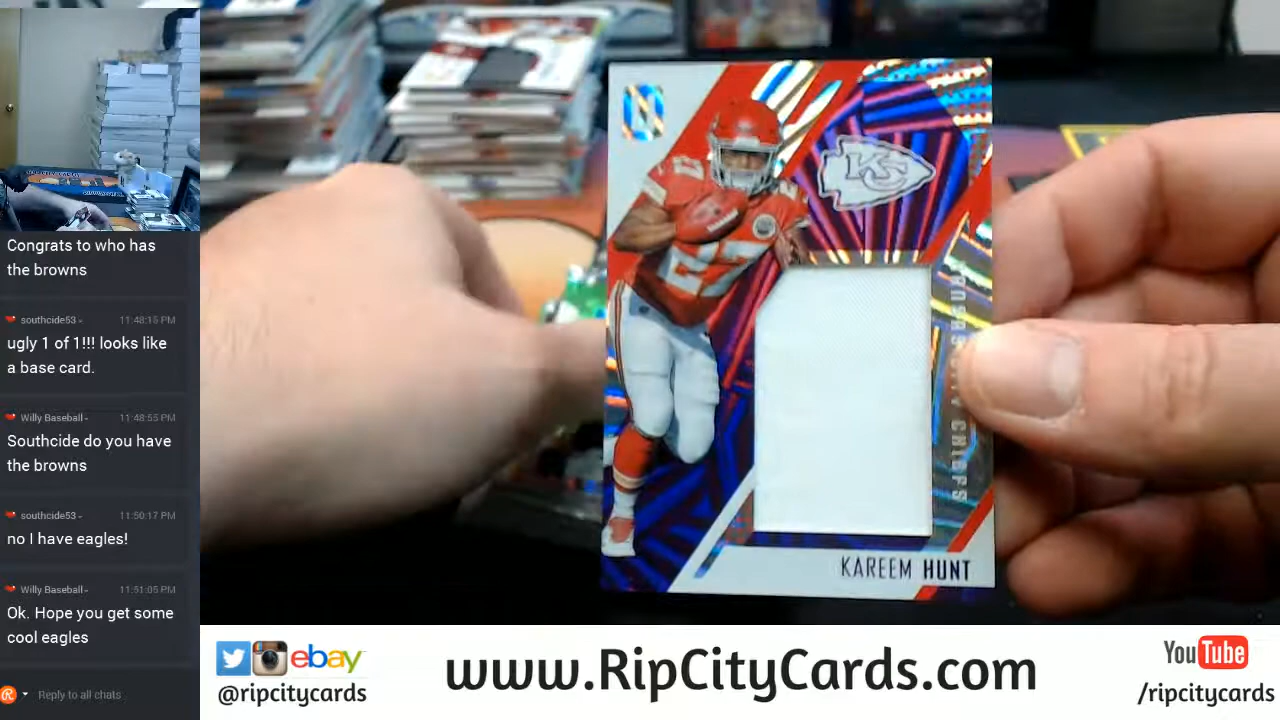 Congrats to who has
the browns
southcide53 - 11:48:15 PM
ugly 1 of 1!!! looks like
a base card.
Willy Baseball - 11:48:55 PM
Southcide do you have
the browns
southcide53 - 11:50:17 PM
no I have eagles!
Willy Baseball - 11:51:05 PM
Ok. Hope you get some
cool eagles
Reply to all chats
27
27
KC
CHIEFS
KAREEM HUNT
ebay
@ripcitycards
www.RipCityCards.com
YouTube
/ripcitycards